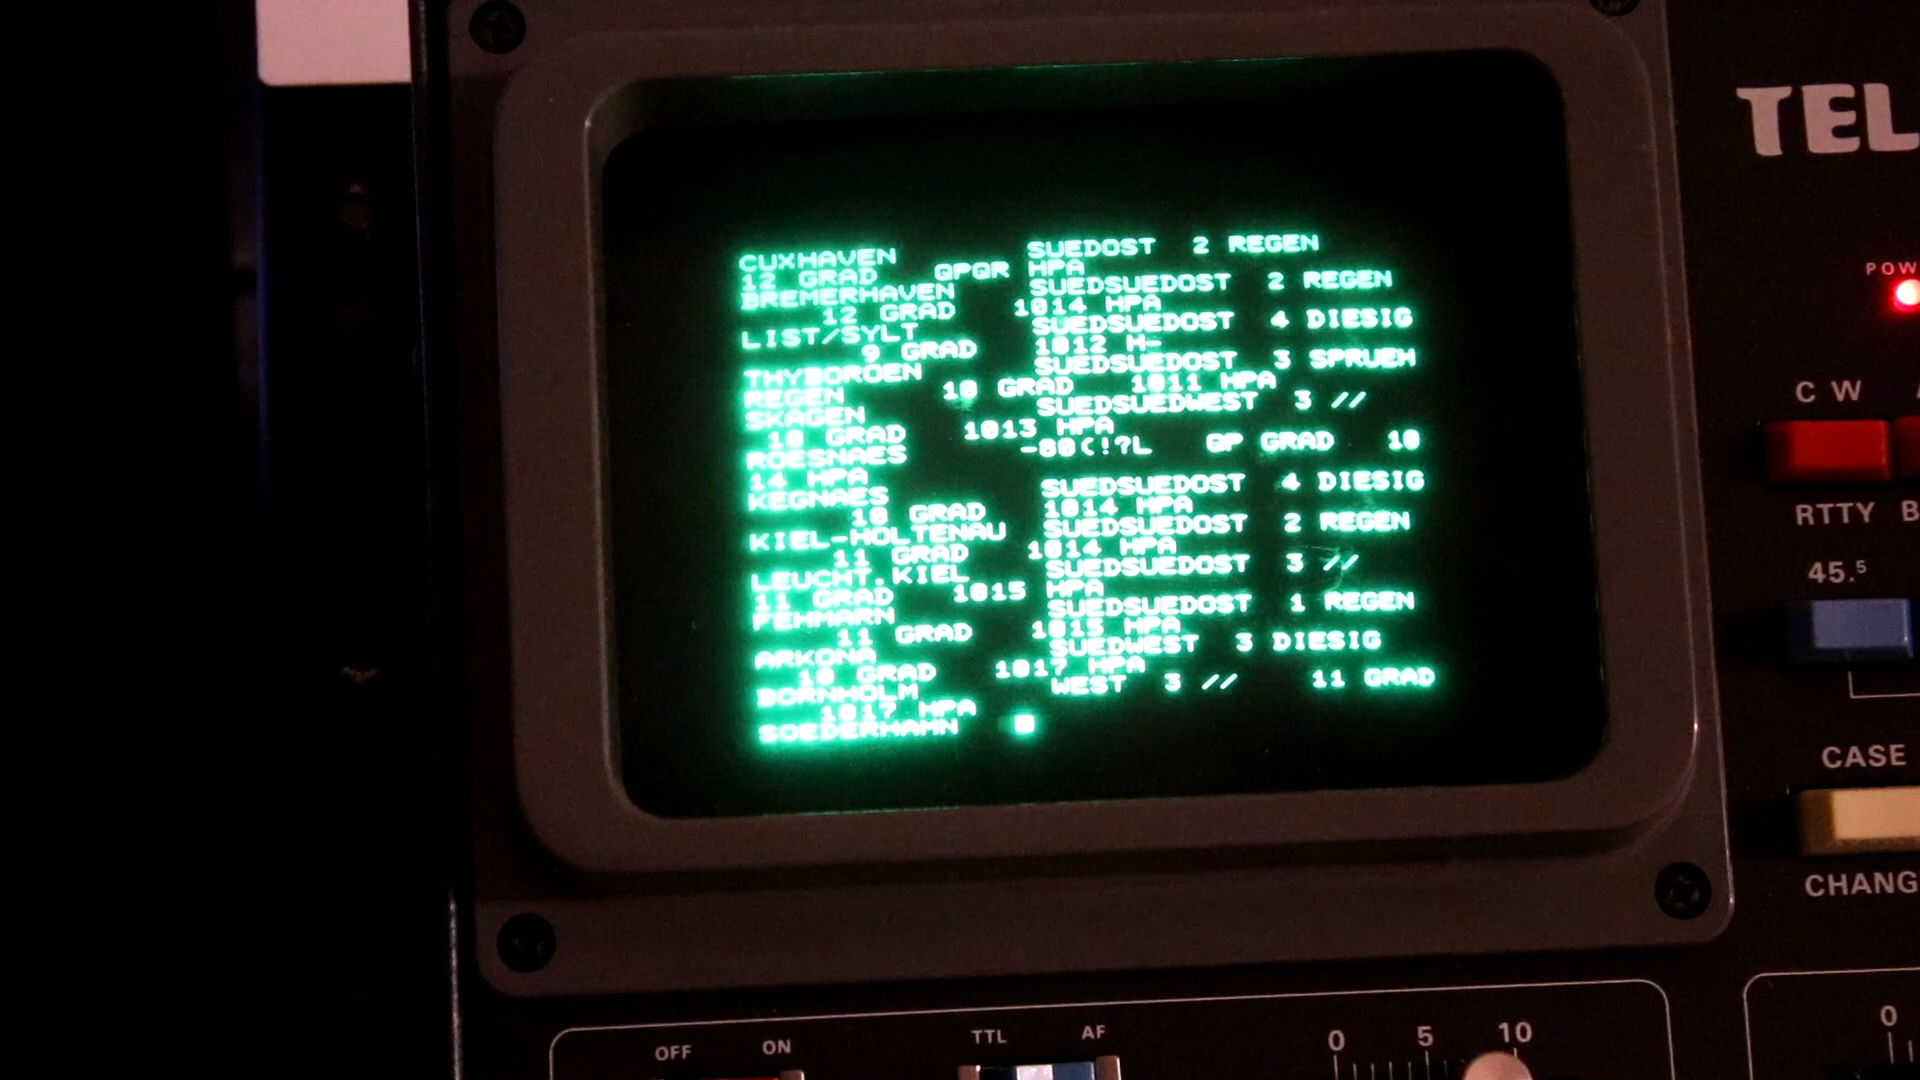 CUXHAVEN SUEDOST 2 REGEN
12 GRAD QPQR HPA
BREMERHAVEN SUEDSUEDOST 2 REGEN
12 GRAD 1014 HPA
LIST/SYLT SUEDSUEDOST 4 DIESIG
9 GRAD 1012 H-
THYBOROEN SUEDSUEDOST 3 SPRUEH
REGEN 10 GRAD 1011 HPA
SKAGEN SUEDSUEDWEST 3 //
10 GRAD 1013 HPA
ROESNAES -80(!?L QP GRAD 10
14 HPA
KEGNAES SUEDSUEDOST 4 DIESIG
10 GRAD 1014 HPA
KIEL-HOLTENAU SUEDSUEDOST 2 REGEN
11 GRAD 1014 HPA
LEUCHT.KIEL SUEDSUEDOST 3 //
11 GRAD 1015 HPA
FEHMARN SUEDSUEDOST 1 REGEN
11 GRAD 1015 HPA
ARKONA SUEDWEST 3 DIESIG
10 GRAD 1017 HPA
BORNHOLM WEST 3 // 11 GRAD
1017 HPA
SOEDERHAMN
TEL
POW
CW
RTTY B
45.5
CASE
CHANG
OFF ON TTL AF 0 5 10 0